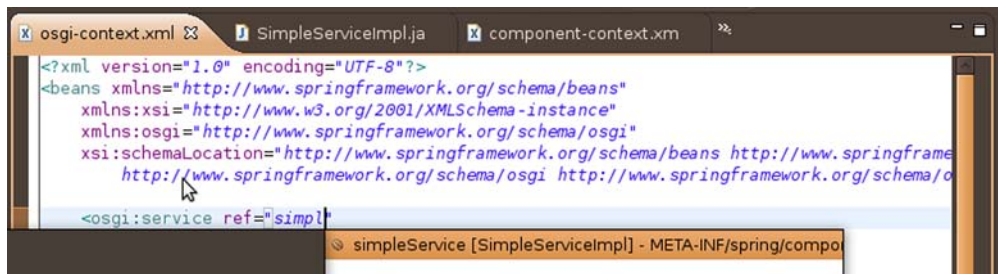 osgi-context.xml SimpleServiceImpl.ja component-context.xm
<?xml version="1.0" encoding="UTF-8"?>
<beans xmlns="http://www.springframework.org/schema/beans"
xmlns:xsi="http://www.w3.org/2001/XMLSchema-instance"
xmlns:osgi="http://www.springframework.org/schema/osgi"
xsi:schemaLocation="http://www.springframework.org/schema/beans http://www.springframe
http://www.springframework.org/schema/osgi http://www.springframework.org/schema/o
<osgi:service ref="simpl"
simpleService [SimpleServiceImpl] - META-INF/spring/compo